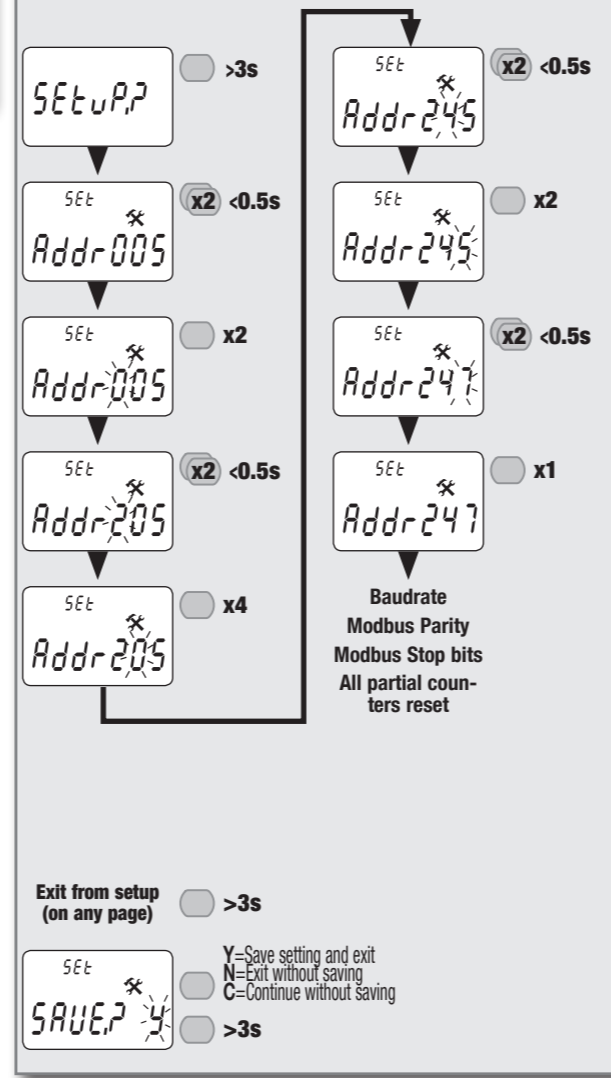 SEtuP,?
>3s
SEt
Addr005
x2 <0.5s
SEt
Addr005
x2
SEt
Addr205
x2 <0.5s
SEt
Addr205
x4
SEt
Addr245
x2 <0.5s
SEt
Addr245
x2
SEt
Addr247
x2 <0.5s
SEt
Addr247
x1
Baudrate
Modbus Parity
Modbus Stop bits
All partial coun-
ters reset
Exit from setup
(on any page)
>3s
SEt
SAVE,? Y
Y=Save setting and exit
N=Exit without saving
C=Continue without saving
>3s